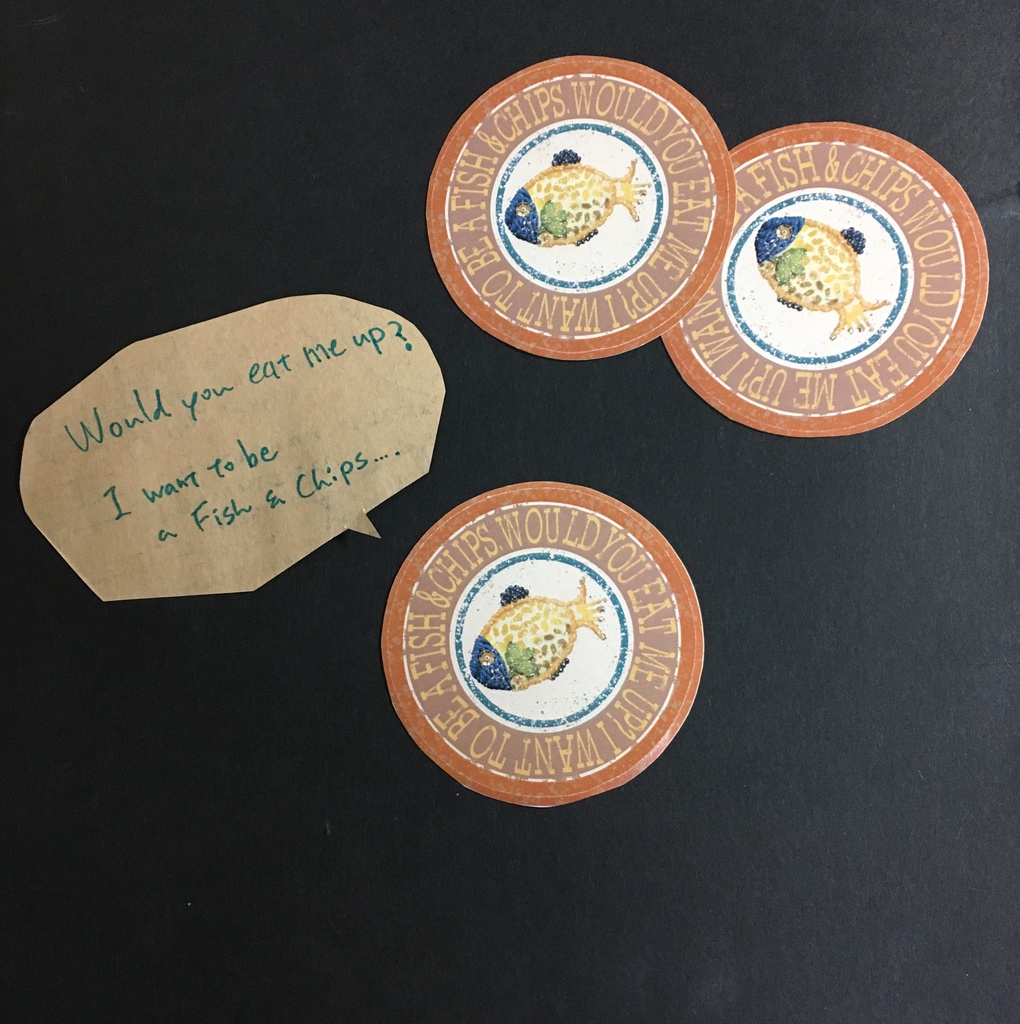 Would you eat me up?
I want to be
a Fish & Chips....
WOULD YOU EAT ME UP? I WANT TO BE A FISH & CHIPS.
A FISH & CHIPS. WOULD YOU EAT ME UP? I WAN
WOULD YOU EAT ME UP? I WANT TO BE A FISH & CHIPS.